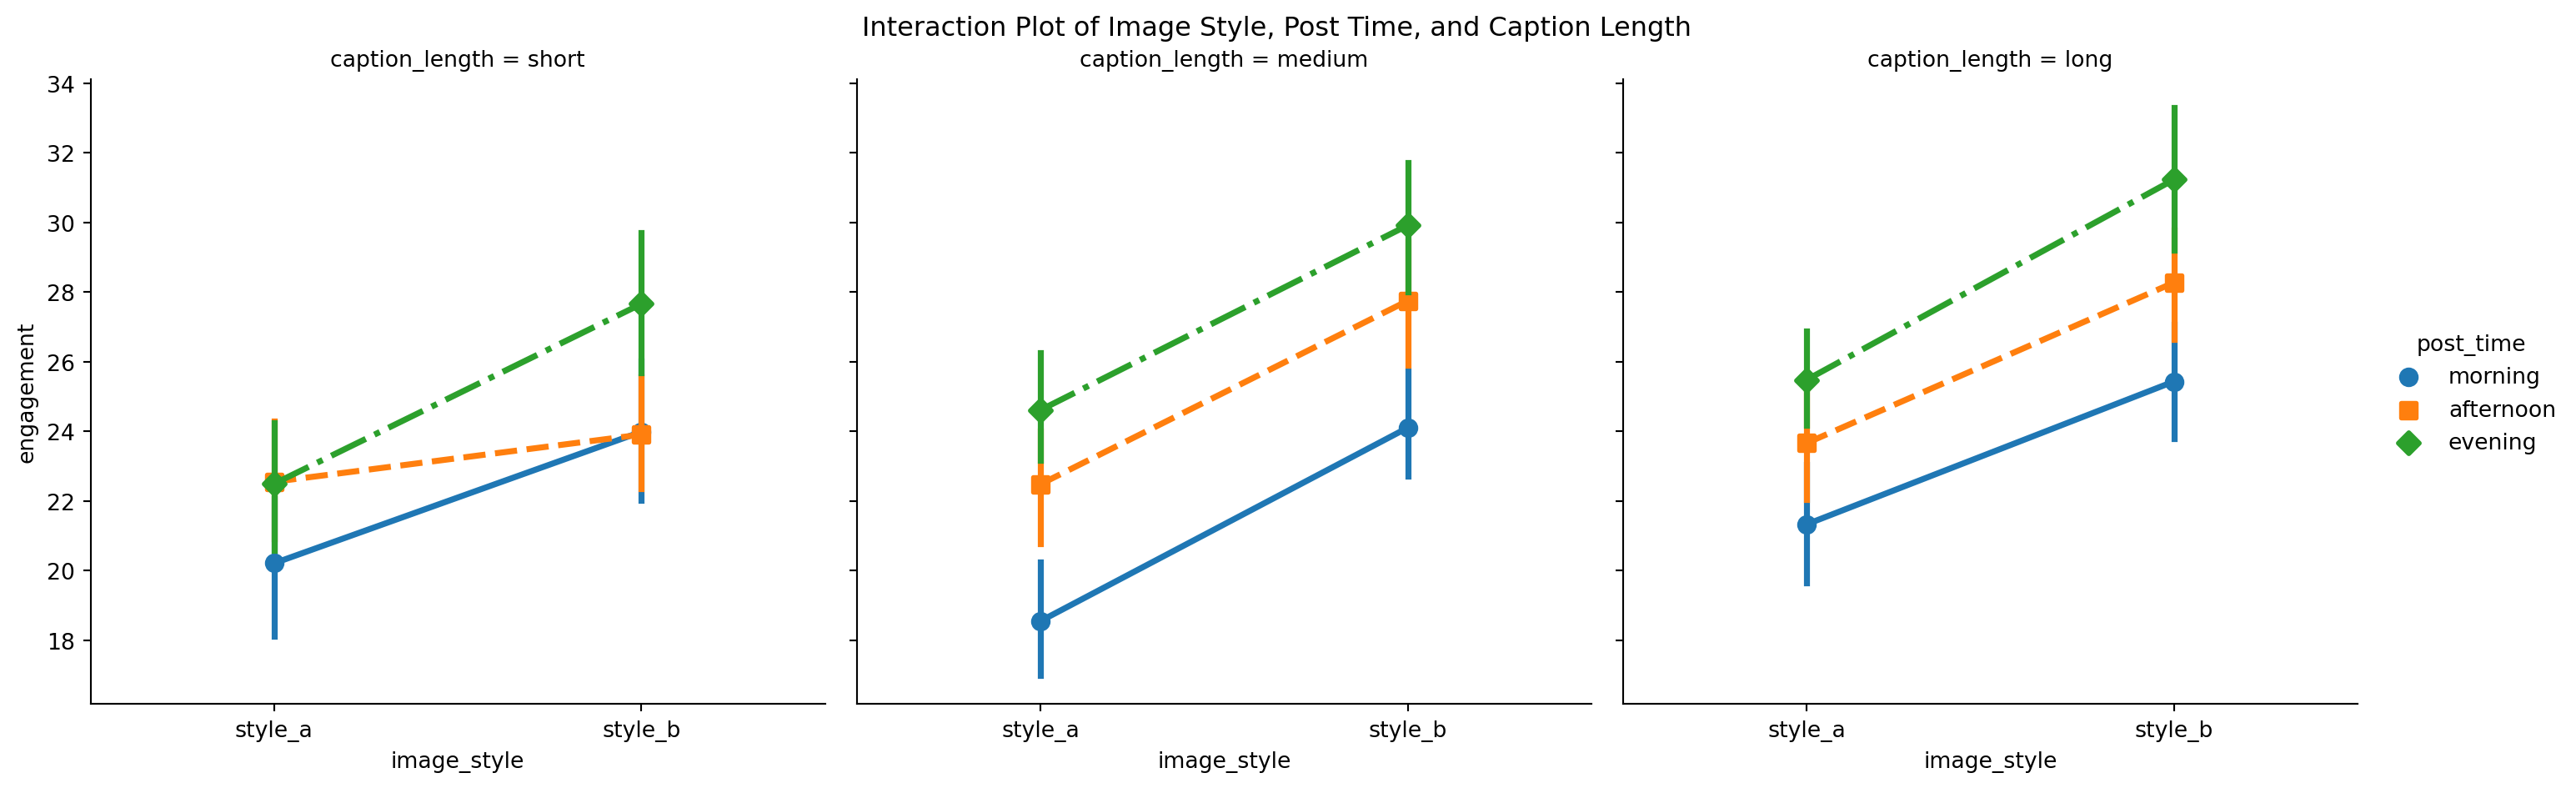 Interaction Plot of Image Style, Post Time, and Caption Length
caption_length = short
caption_length = medium
caption_length = long
engagement
34
32
30
28
26
24
22
20
18
style_a
style_b
style_a
style_b
style_a
style_b
image_style
image_style
image_style
post_time
morning
afternoon
evening